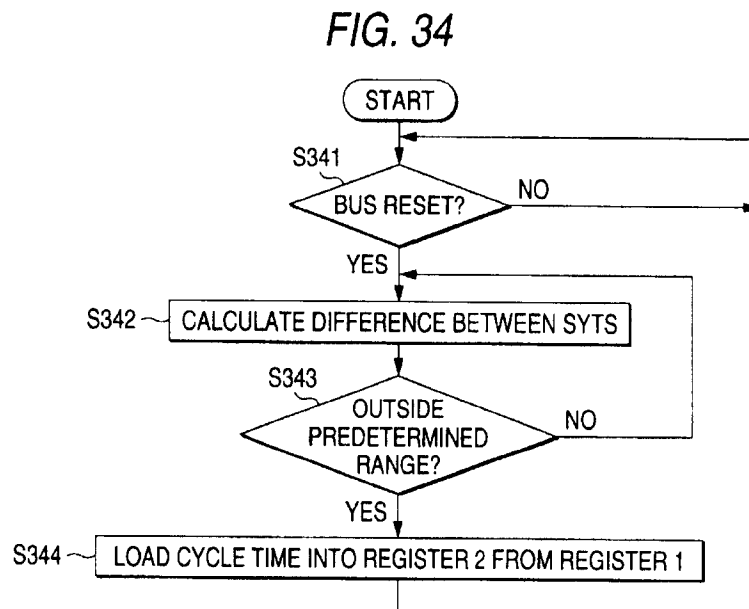 FIG. 34
START
S341
BUS RESET?
NO
YES
S342
CALCULATE DIFFERENCE BETWEEN SYTS
S343
OUTSIDE
PREDETERMINED
RANGE?
NO
YES
S344
LOAD CYCLE TIME INTO REGISTER 2 FROM REGISTER 1